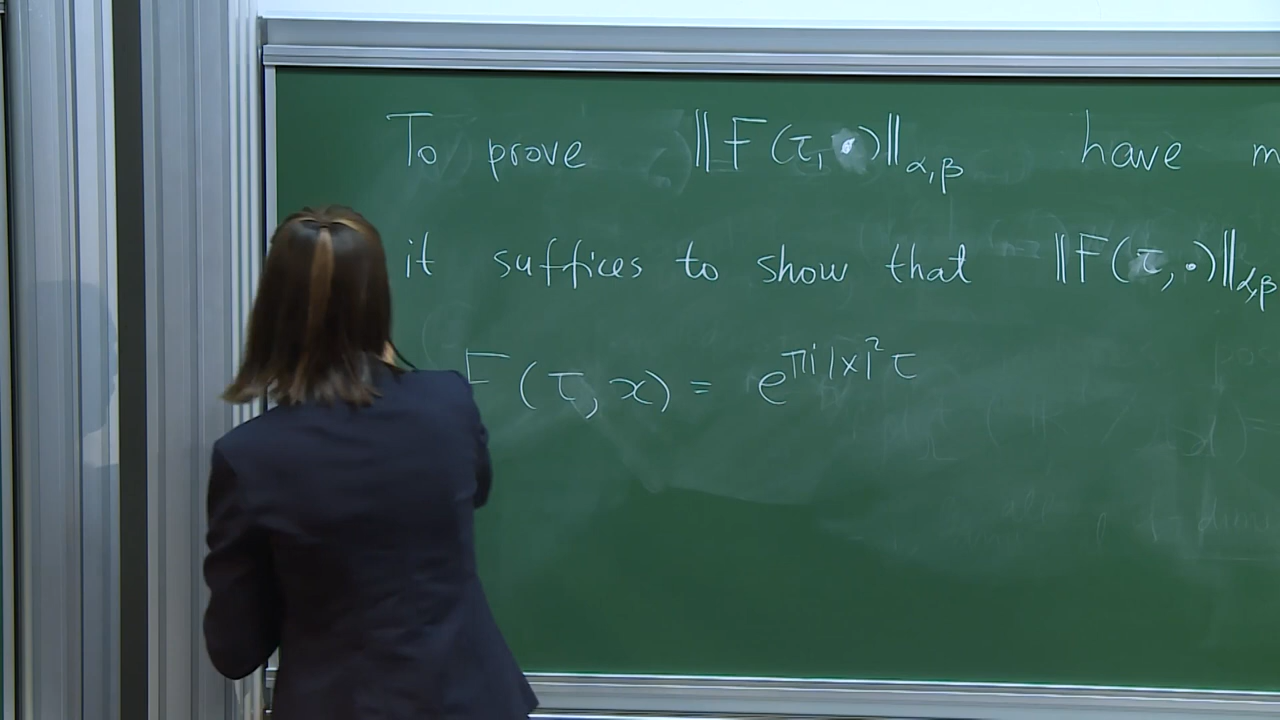 To prove ||F(τ, •)||α,β have m
it suffices to show that ||F(τ, •)||α,β
F(τ, x) = e^{πi|x|²τ}